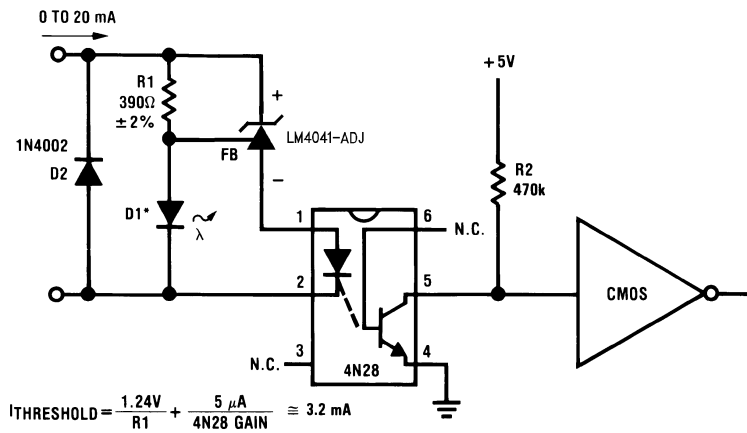 0 TO 20 mA
R1
390Ω
±2%
+
LM4041-ADJ
FB
−
1N4002
D2
D1*
λ
+5V
R2
470k
1
6
N.C.
2
5
CMOS
3
N.C.
4
4N28
ITHRESHOLD = 1.24V / R1 + 5 μA / 4N28 GAIN ≅ 3.2 mA